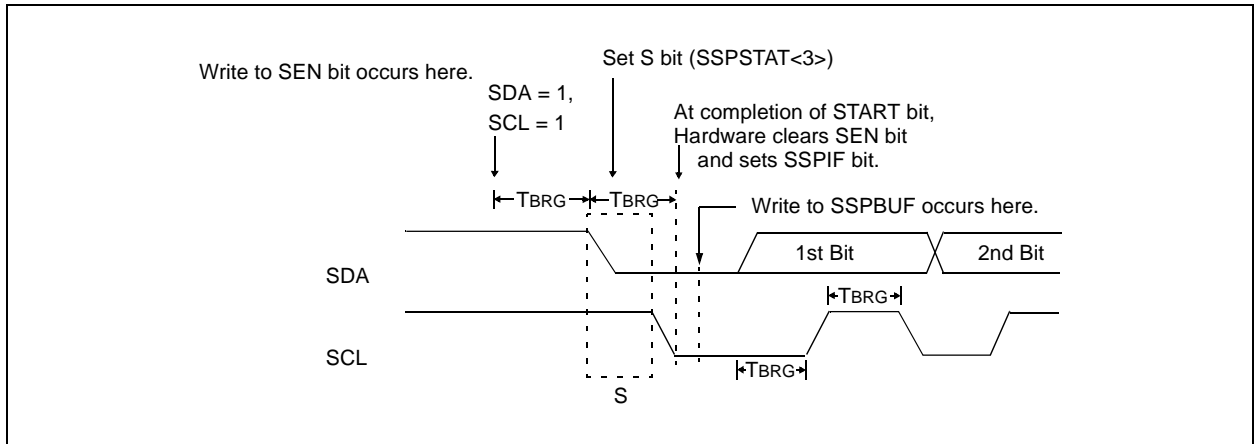 Write to SEN bit occurs here.
SDA = 1,
SCL = 1
Set S bit (SSPSTAT<3>)
At completion of START bit,
Hardware clears SEN bit
and sets SSPIF bit.
TBRG
TBRG
Write to SSPBUF occurs here.
SDA
1st Bit
2nd Bit
TBRG
SCL
TBRG
S